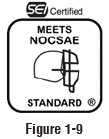 SEI Certified
MEETS
NOCSAE
STANDARD ®
Figure 1-9